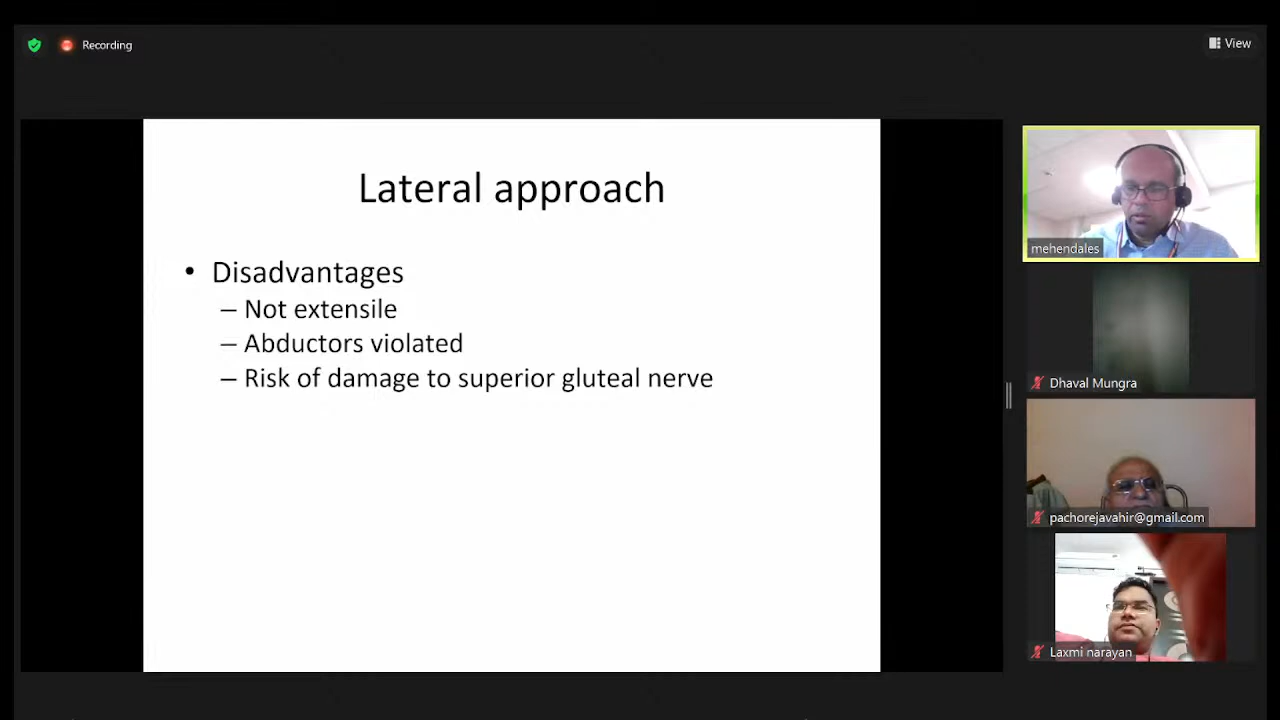 Recording
View
Lateral approach
• Disadvantages
– Not extensile
– Abductors violated
– Risk of damage to superior gluteal nerve
mehendales
Dhaval Mungra
pachorejavahir@gmail.com
Laxmi narayan